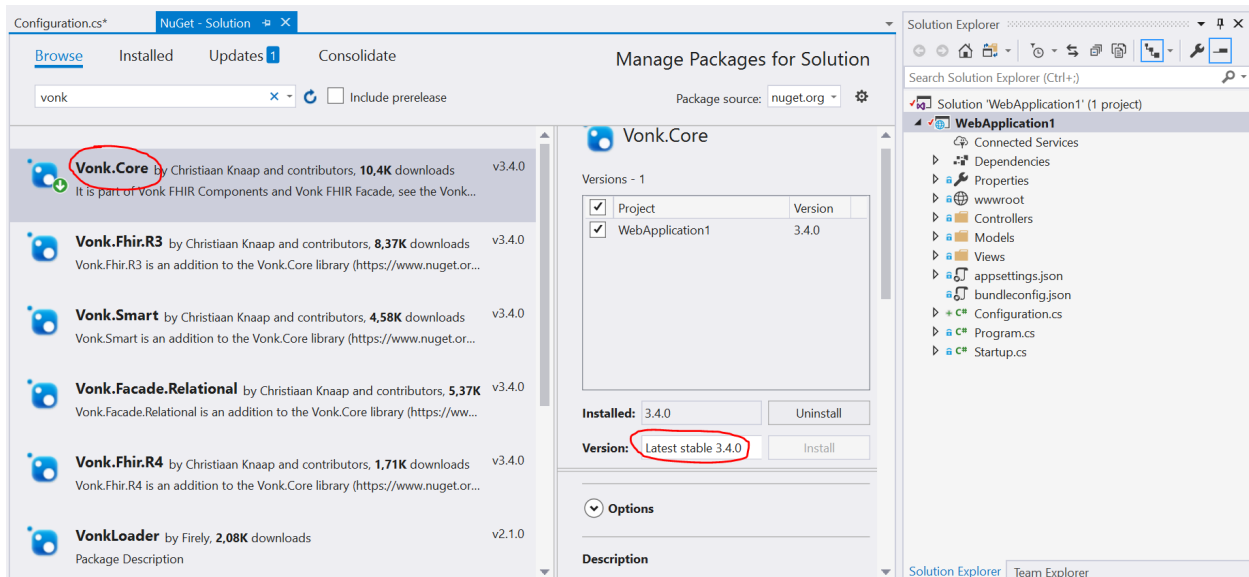 Configuration.cs*
NuGet - Solution
Browse
Installed
Updates 1
Consolidate
Manage Packages for Solution
vonk
Include prerelease
Package source: nuget.org
Vonk.Core by Christiaan Knaap and contributors, 10,4K downloads
v3.4.0
It is part of Vonk FHIR Components and Vonk FHIR Facade, see the Vonk...
Vonk.Fhir.R3 by Christiaan Knaap and contributors, 8,37K downloads
v3.4.0
Vonk.Fhir.R3 is an addition to the Vonk.Core library (https://www.nuget.or...
Vonk.Smart by Christiaan Knaap and contributors, 4,58K downloads
v3.4.0
Vonk.Smart is an addition to the Vonk.Core library (https://www.nuget.or...
Vonk.Facade.Relational by Christiaan Knaap and contributors, 5,37K
v3.4.0
Vonk.Facade.Relational is an addition to the Vonk.Core library (https://ww...
Vonk.Fhir.R4 by Christiaan Knaap and contributors, 1,71K downloads
v3.4.0
Vonk.Fhir.R4 is an addition to the Vonk.Core library (https://www.nuget.or...
VonkLoader by Firely, 2,08K downloads
v2.1.0
Package Description
Vonk.Core
Versions - 1
Project
Version
WebApplication1
3.4.0
Installed: 3.4.0
Uninstall
Version: Latest stable 3.4.0
Install
Options
Description
Solution Explorer
Search Solution Explorer (Ctrl+;)
Solution 'WebApplication1' (1 project)
WebApplication1
Connected Services
Dependencies
Properties
wwwroot
Controllers
Models
Views
appsettings.json
bundleconfig.json
C# Configuration.cs
C# Program.cs
C# Startup.cs
Solution Explorer
Team Explorer